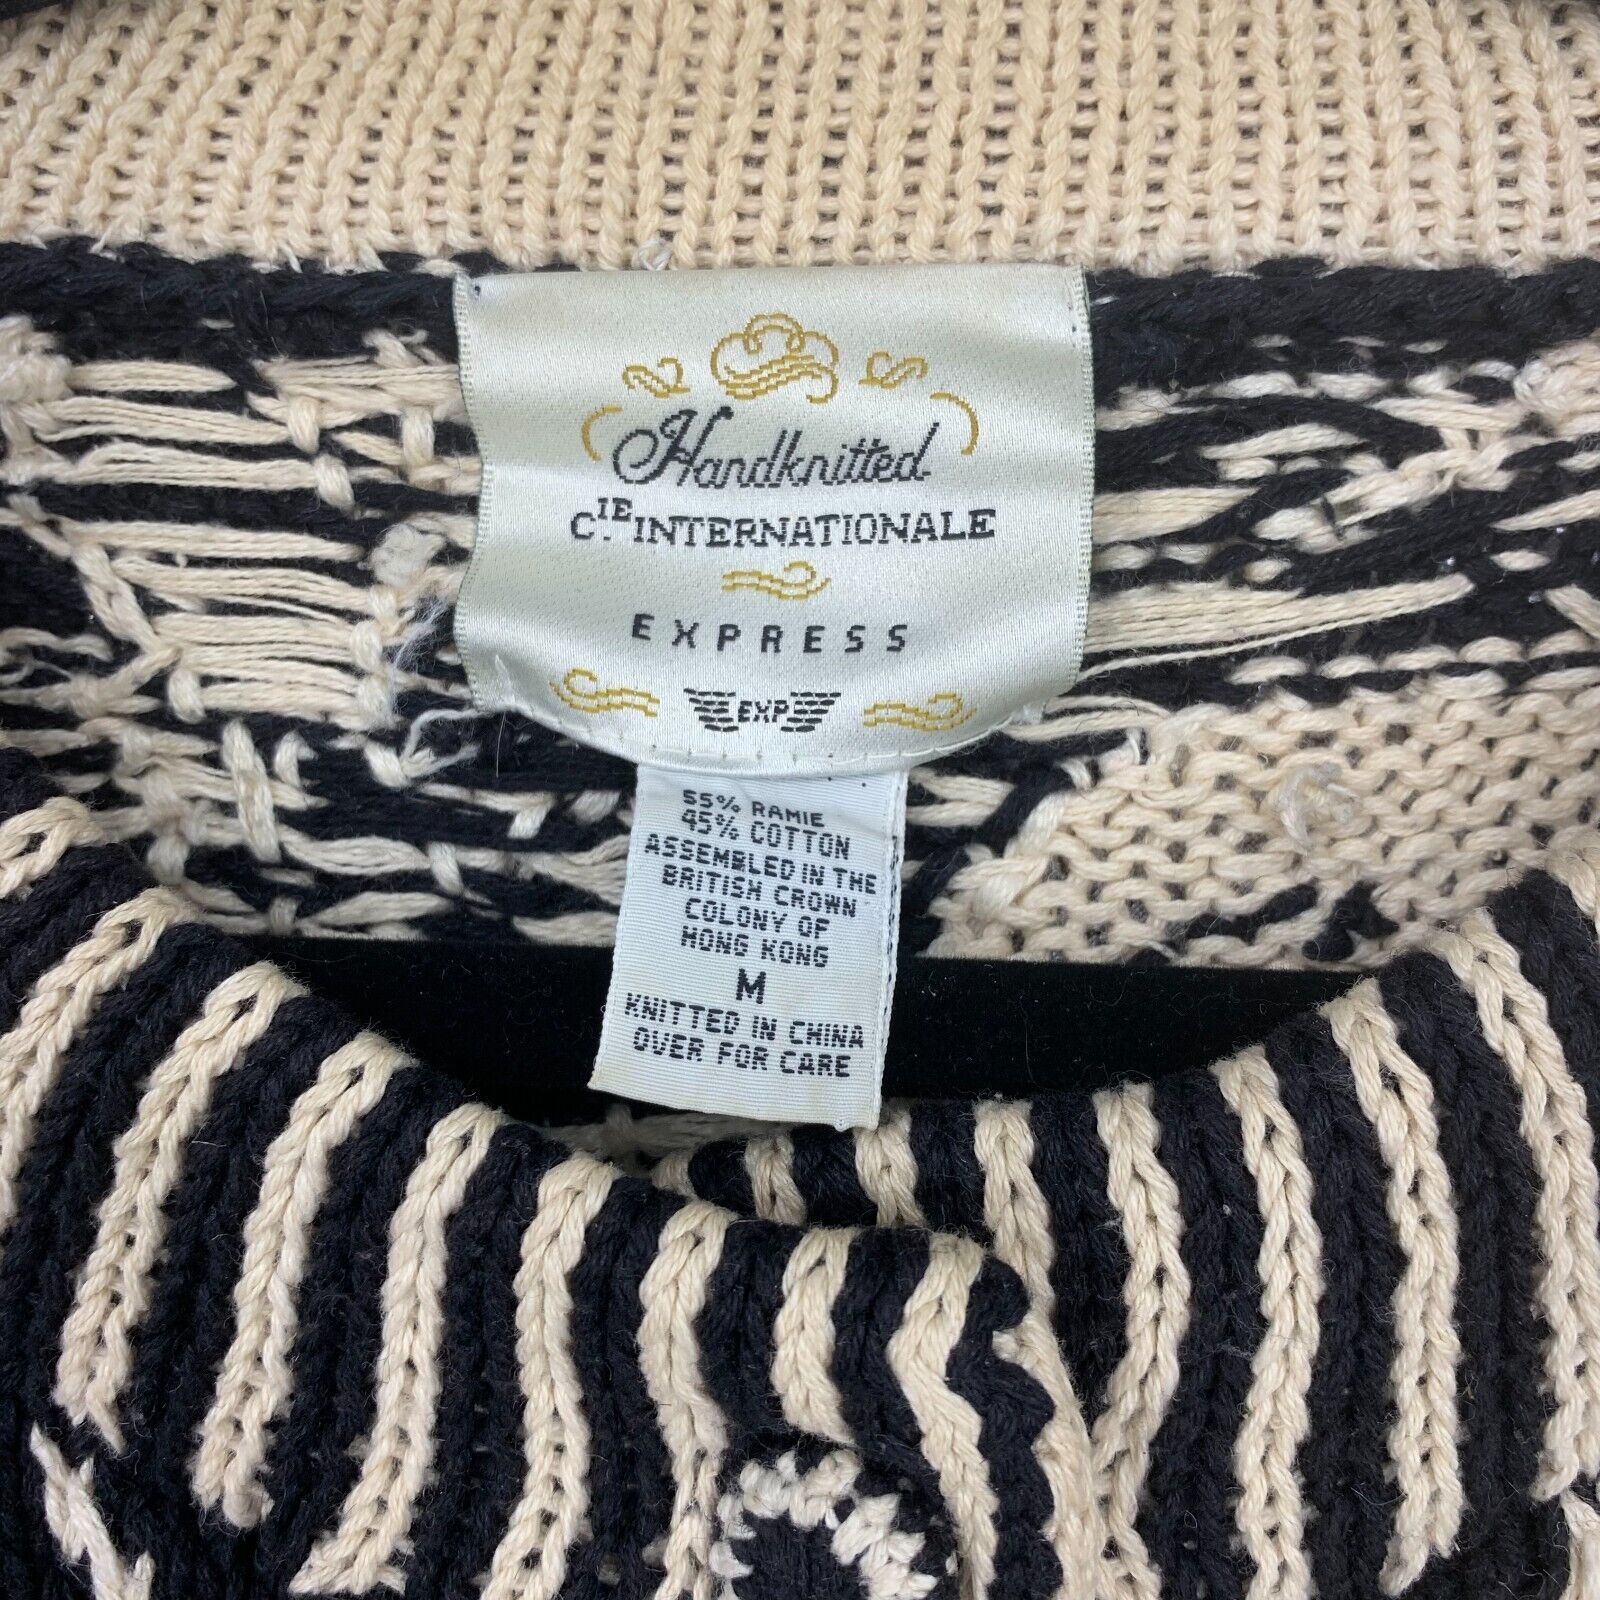 Handknitted
CIE. INTERNATIONALE
EXPRESS
EXP
55% RAMIE
45% COTTON
ASSEMBLED IN THE
BRITISH CROWN
COLONY OF
HONG KONG
M
KNITTED IN CHINA
OVER FOR CARE